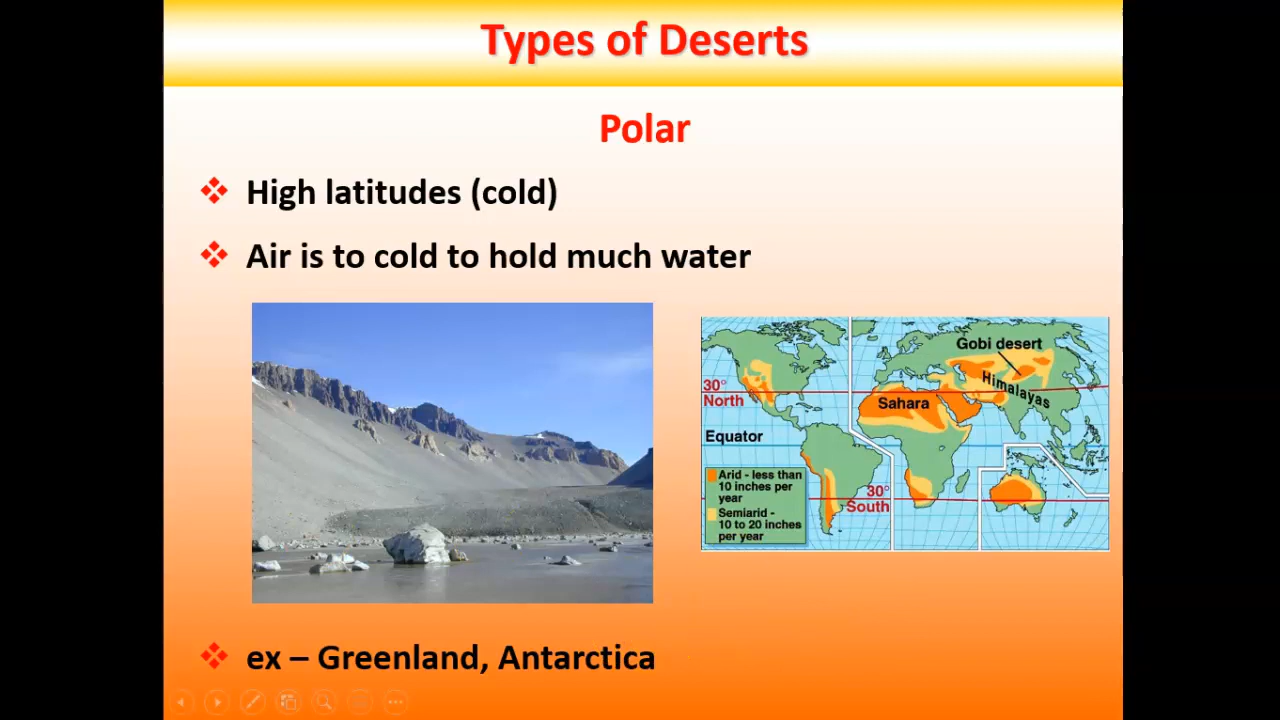 Types of Deserts
Polar
High latitudes (cold)
Air is to cold to hold much water
Gobi desert
Himalayas
30°
North
Sahara
Equator
Arid - less than
10 inches per
year
Semiarid -
10 to 20 inches
per year
30°
South
ex – Greenland, Antarctica